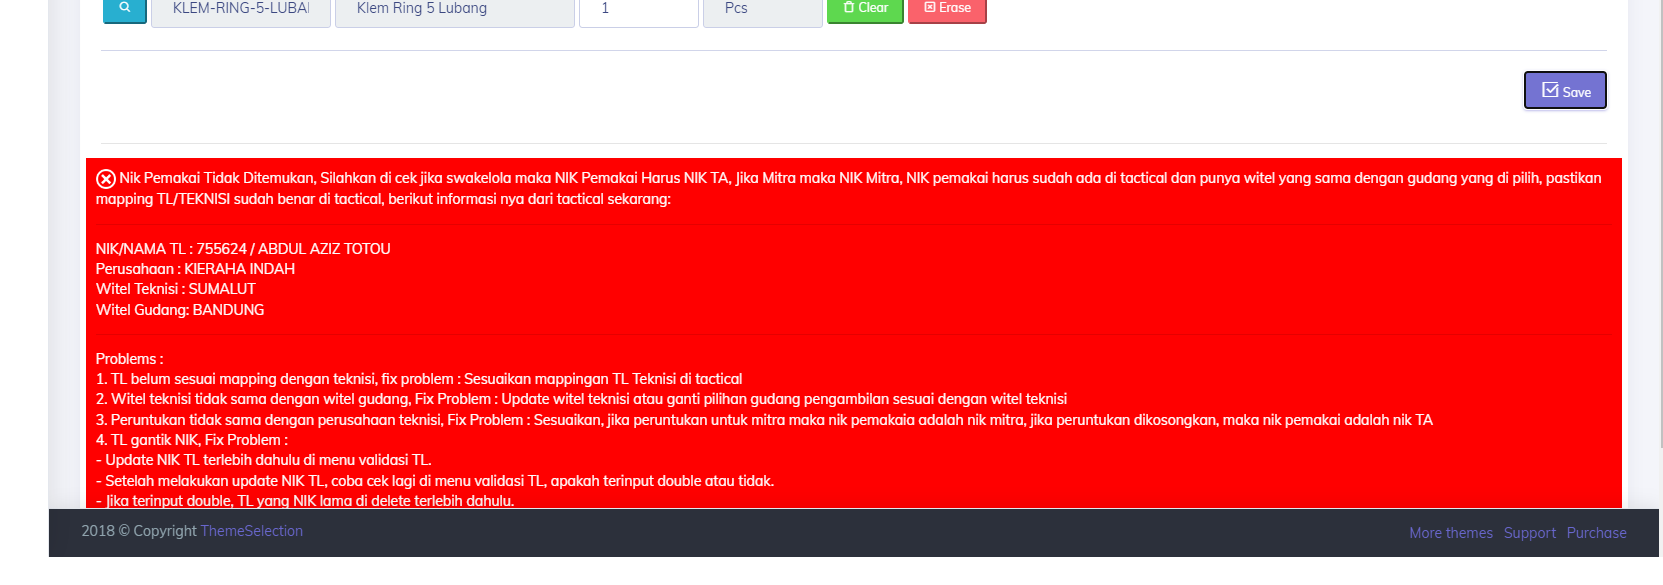 KLEM-RING-5-LUBAI Klem Ring 5 Lubang 1 Pcs Clear Erase
Save
Nik Pemakai Tidak Ditemukan, Silahkan di cek jika swakelola maka NIK Pemakai Harus NIK TA, Jika Mitra maka NIK Mitra, NIK pemakai harus sudah ada di tactical dan punya witel yang sama dengan gudang yang di pilih, pastikan
mapping TL/TEKNISI sudah benar di tactical, berikut informasi nya dari tactical sekarang:
NIK/NAMA TL : 755624 / ABDUL AZIZ TOTOU
Perusahaan : KIERAHA INDAH
Witel Teknisi : SUMALUT
Witel Gudang: BANDUNG
Problems :
1. TL belum sesuai mapping dengan teknisi, fix problem : Sesuaikan mappingan TL Teknisi di tactical
2. Witel teknisi tidak sama dengan witel gudang, Fix Problem : Update witel teknisi atau ganti pilihan gudang pengambilan sesuai dengan witel teknisi
3. Peruntukan tidak sama dengan perusahaan teknisi, Fix Problem : Sesuaikan, jika peruntukan untuk mitra maka nik pemakaia adalah nik mitra, jika peruntukan dikosongkan, maka nik pemakai adalah nik TA
4. TL gantik NIK, Fix Problem :
- Update NIK TL terlebih dahulu di menu validasi TL.
- Setelah melakukan update NIK TL, coba cek lagi di menu validasi TL, apakah terinput double atau tidak.
- Jika terinput double, TL yang NIK lama di delete terlebih dahulu.
2018 © Copyright ThemeSelection More themes Support Purchase